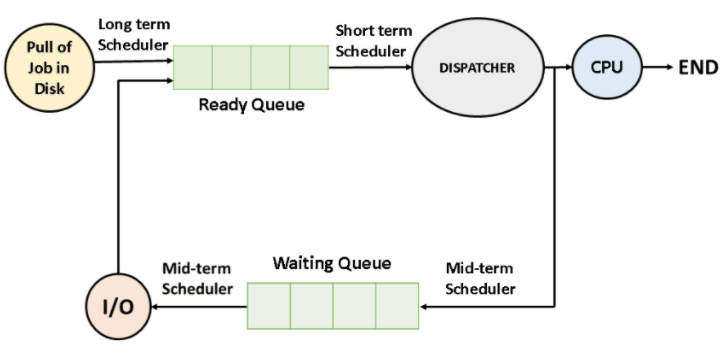 Long term
Scheduler
Short term
Scheduler
Pull of
Job in
Disk
DISPATCHER
CPU
END
Ready Queue
Waiting Queue
Mid-term
Scheduler
Mid-term
Scheduler
I/O